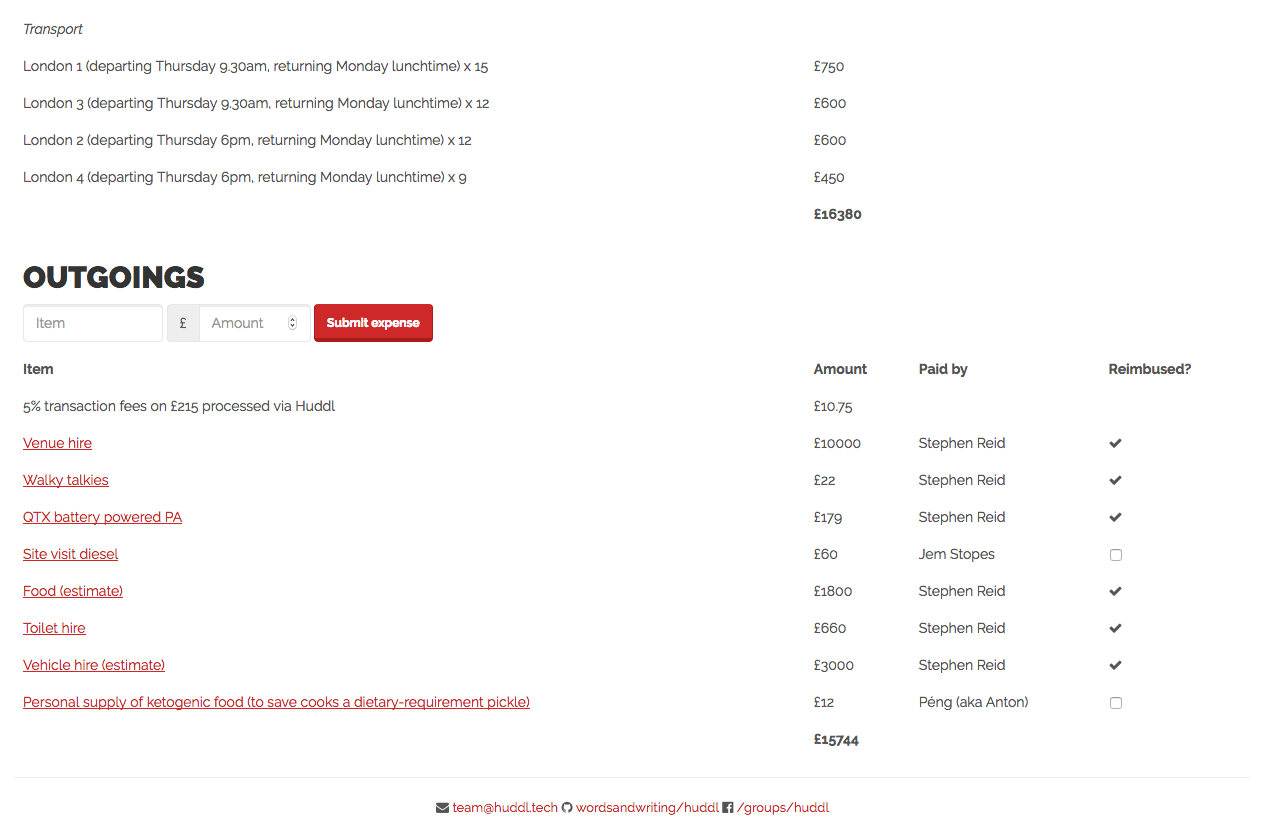 Transport
London 1 (departing Thursday 9.30am, returning Monday lunchtime) x 15 £750
London 3 (departing Thursday 9.30am, returning Monday lunchtime) x 12 £600
London 2 (departing Thursday 6pm, returning Monday lunchtime) x 12 £600
London 4 (departing Thursday 6pm, returning Monday lunchtime) x 9 £450
£16380
OUTGOINGS
Item £ Amount Submit expense
Item Amount Paid by Reimbused?
5% transaction fees on £215 processed via Huddl £10.75
Venue hire £10000 Stephen Reid
Walky talkies £22 Stephen Reid
QTX battery powered PA £179 Stephen Reid
Site visit diesel £60 Jem Stopes
Food (estimate) £1800 Stephen Reid
Toilet hire £660 Stephen Reid
Vehicle hire (estimate) £3000 Stephen Reid
Personal supply of ketogenic food (to save cooks a dietary-requirement pickle) £12 Péng (aka Anton)
£15744
team@huddl.tech wordsandwriting/huddl /groups/huddl